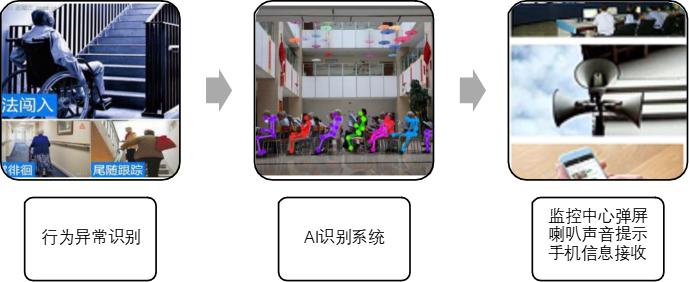 法闯入
徘徊
尾随跟踪
行为异常识别
AI识别系统
监控中心弹屏
喇叭声音提示
手机信息接收